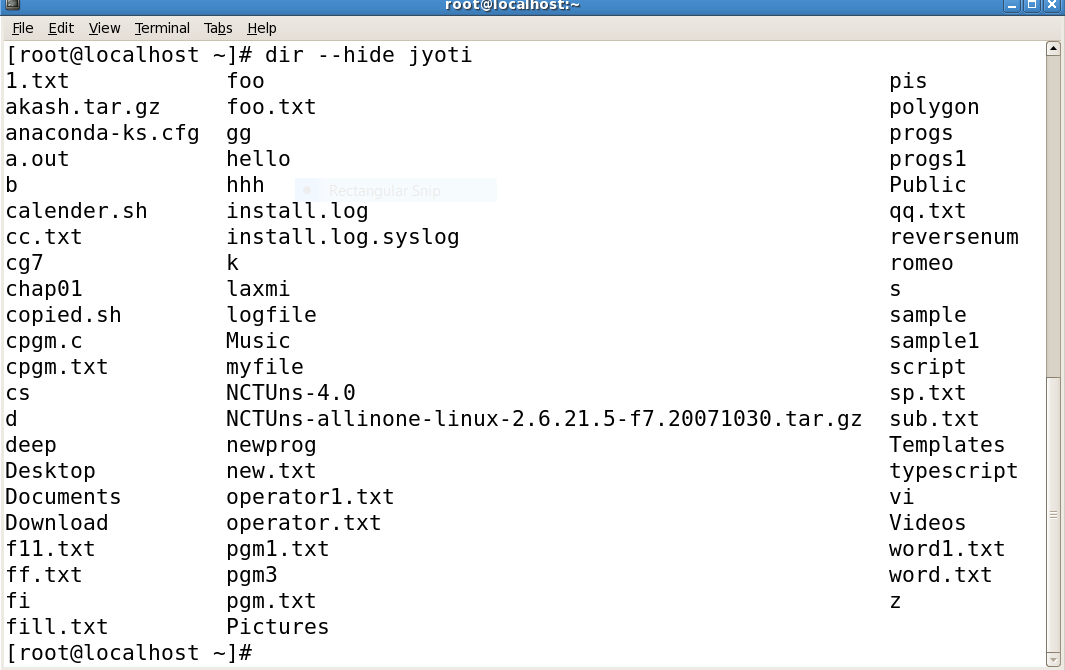 root@localhost:~
File Edit View Terminal Tabs Help
[root@localhost ~]# dir --hide jyoti
1.txt foo pis
akash.tar.gz foo.txt polygon
anaconda-ks.cfg gg progs
a.out hello progs1
b hhh Public
Rectangular Snip
calender.sh install.log qq.txt
cc.txt install.log.syslog reversenum
cg7 k romeo
chap01 laxmi s
copied.sh logfile sample
cpgm.c Music sample1
cpgm.txt myfile script
cs NCTUns-4.0 sp.txt
d NCTUns-allinone-linux-2.6.21.5-f7.20071030.tar.gz sub.txt
deep newprog Templates
Desktop new.txt typescript
Documents operator1.txt vi
Download operator.txt Videos
f11.txt pgm1.txt word1.txt
ff.txt pgm3 word.txt
fi pgm.txt z
fill.txt Pictures
[root@localhost ~]#